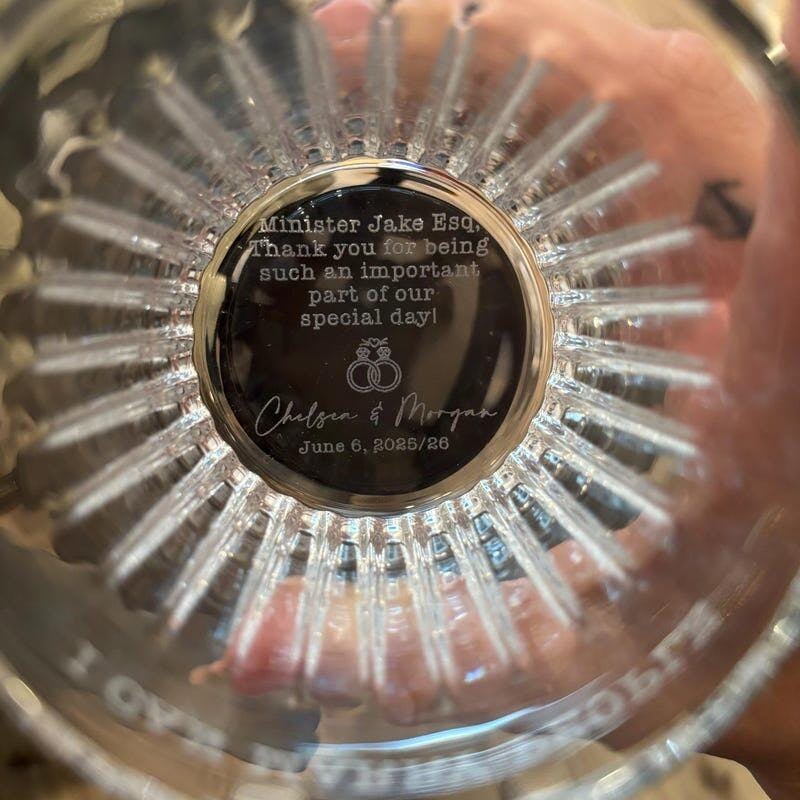 Minister Jake Esq,
Thank you for being
such an important
part of our
special day!
Chelsea & Morgan
June 6, 2025/26